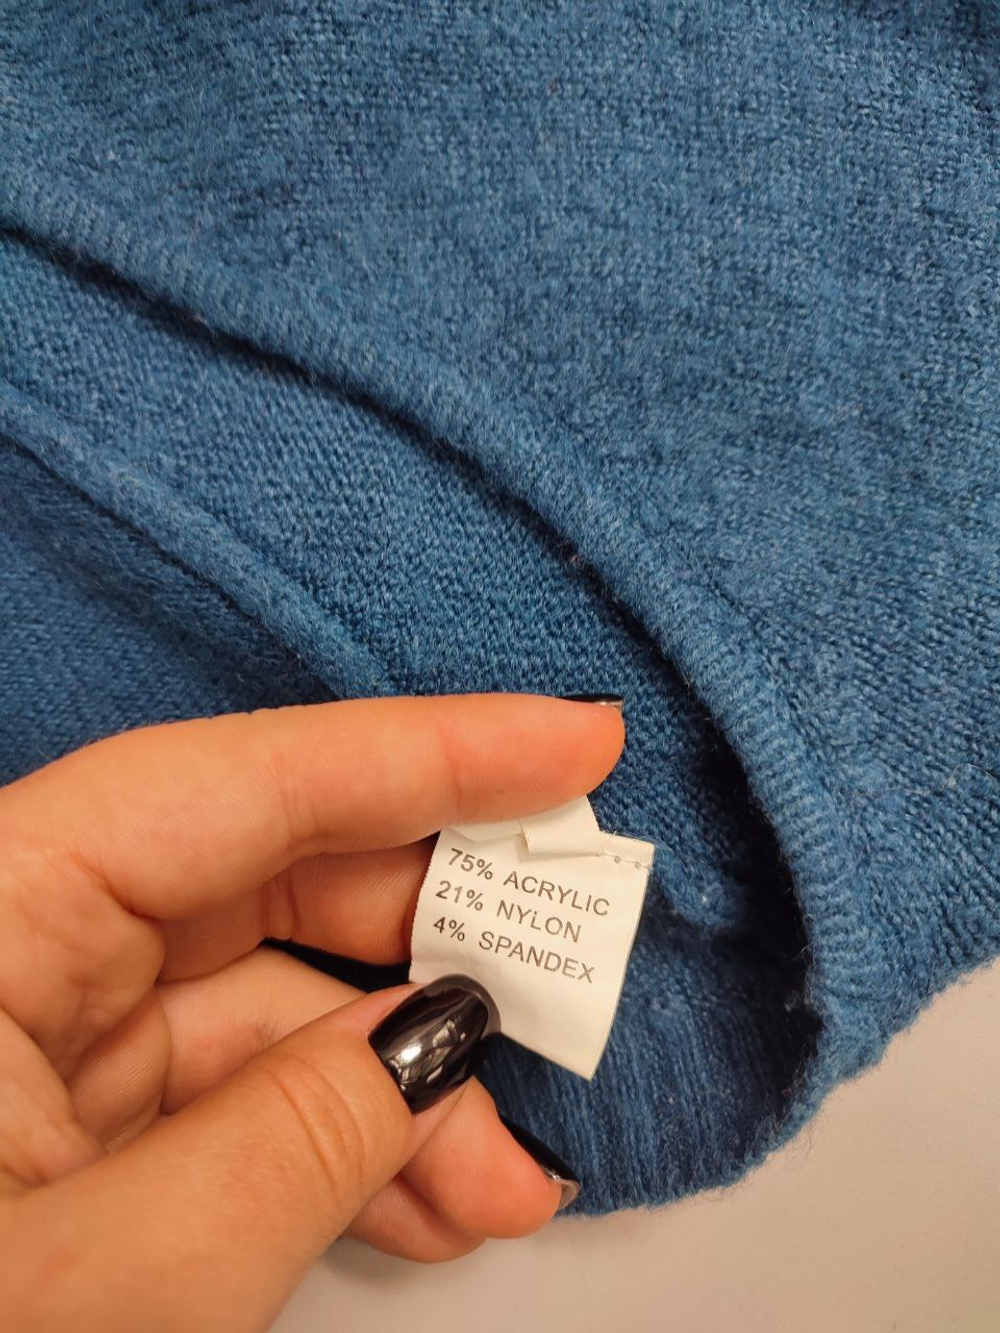 75% ACRYLIC
21% NYLON
4% SPANDEX